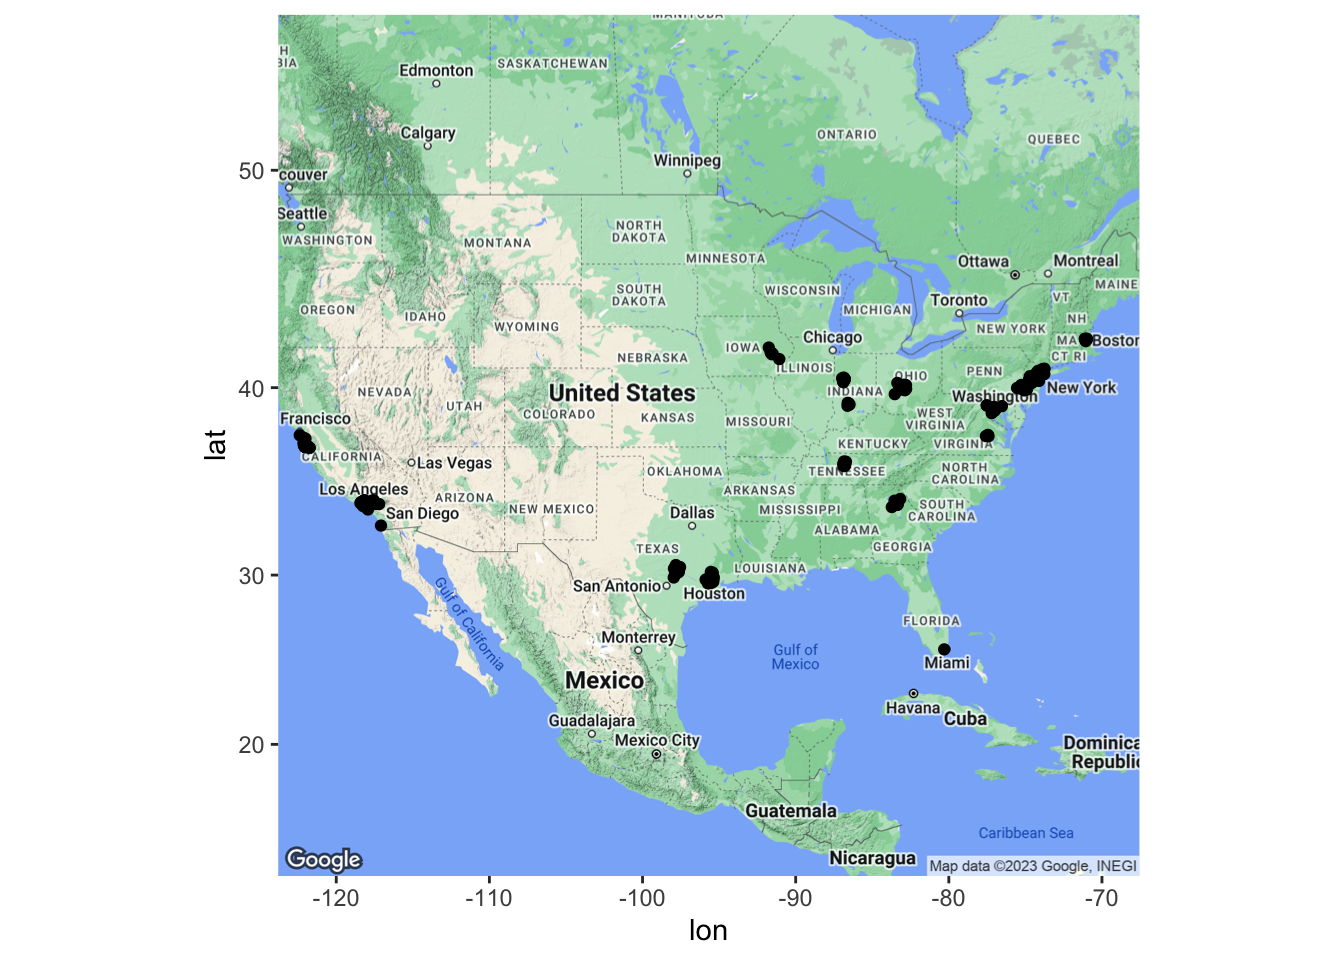 MANITOBA
H
BIA
Edmonton
SASKATCHEWAN
Calgary
ONTARIO
QUEBEC
Winnipeg
couver
Seattle
WASHINGTON
MONTANA
NORTH
DAKOTA
MINNESOTA
Ottawa
Montreal
OREGON
IDAHO
SOUTH
DAKOTA
WISCONSIN
MICHIGAN
Toronto
VT
MAINE
WYOMING
NEW YORK
NH
IOWA
Chicago
MA
Boston
NEBRASKA
ILLINOIS
CT RI
OHIO
PENN
NEVADA
UTAH
United States
INDIANA
Washington
New York
COLORADO
KANSAS
MISSOURI
WEST
VIRGINIA
Francisco
CALIFORNIA
Las Vegas
KENTUCKY
VIRGINIA
OKLAHOMA
TENNESSEE
NORTH
CAROLINA
Los Angeles
ARIZONA
NEW MEXICO
ARKANSAS
MISSISSIPPI
SOUTH
CAROLINA
San Diego
Dallas
ALABAMA
TEXAS
GEORGIA
LOUISIANA
San Antonio
Houston
Gulf of California
FLORIDA
Monterrey
Gulf of
Mexico
Miami
Mexico
Havana
Cuba
Guadalajara
Mexico City
Dominica
Republic
Guatemala
Caribbean Sea
Nicaragua
Google
Map data ©2023 Google, INEGI
50
40
30
20
lat
-120
-110
-100
-90
-80
-70
lon